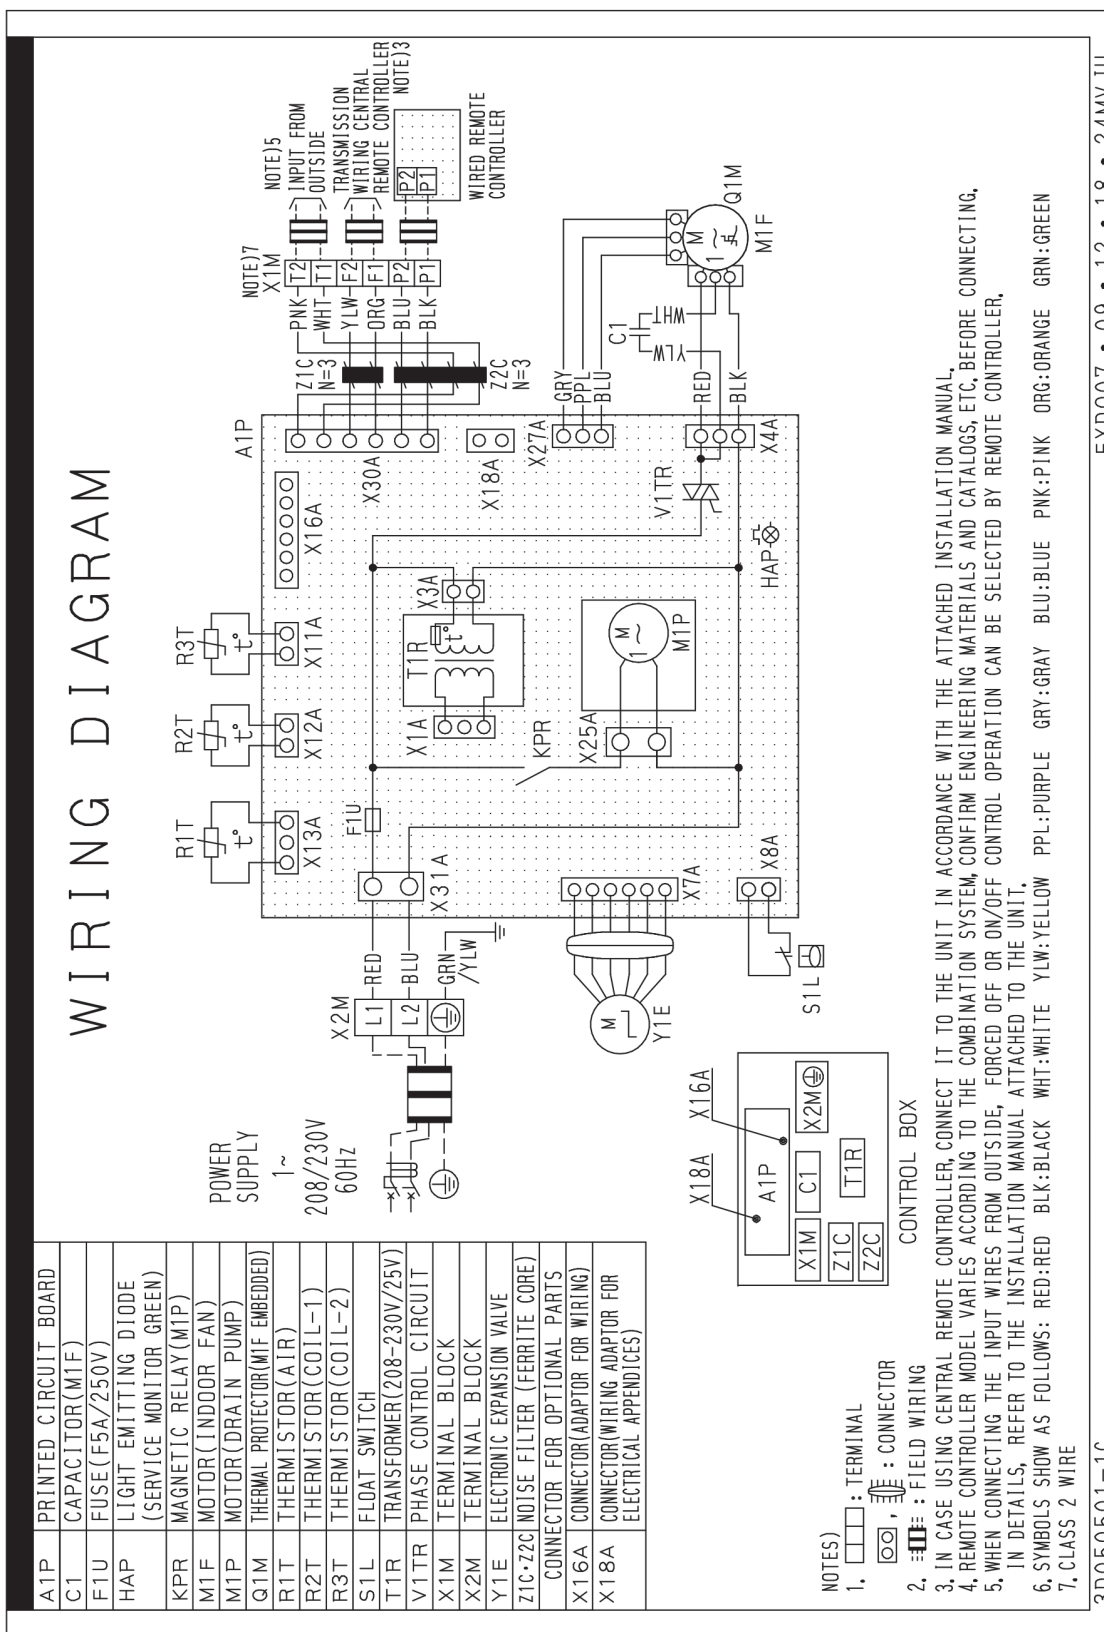 WIRING DIAGRAM
POWER
SUPPLY
1~
208/230V
60Hz
X2M
L1
L2
RED
BLU
GRN
/YLW
X31A
F1U
R1T
t°
X13A
R2T
t°
X12A
R3T
t°
X11A
X16A
A1P
X30A
X18A
X1A
T1R
t°
X3A
KPR
X25A
M
1~
M1P
HAP
V1TR
X27A
X4A
X7A
X8A
M
Y1E
S1L
Z1C
N=3
Z2C
N=3
PNK
WHT
YLW
ORG
BLU
BLK
NOTE)7
X1M
T2
T1
F2
F1
P2
P1
NOTE)5
INPUT FROM
OUTSIDE
TRANSMISSION
WIRING CENTRAL
REMOTE CONTROLLER
NOTE)3
P2
P1
WIRED REMOTE
CONTROLLER
GRY
PPL
BLU
C1
YLW
WHT
RED
BLK
M
1~
Q1M
M1F
A1P PRINTED CIRCUIT BOARD
C1 CAPACITOR(M1F)
F1U FUSE(F5A/250V)
HAP LIGHT EMITTING DIODE
(SERVICE MONITOR GREEN)
KPR MAGNETIC RELAY(M1P)
M1F MOTOR(INDOOR FAN)
M1P MOTOR(DRAIN PUMP)
Q1M THERMAL PROTECTOR(M1F EMBEDDED)
R1T THERMISTOR(AIR)
R2T THERMISTOR(COIL-1)
R3T THERMISTOR(COIL-2)
S1L FLOAT SWITCH
T1R TRANSFORMER(208-230V/25V)
V1TR PHASE CONTROL CIRCUIT
X1M TERMINAL BLOCK
X2M TERMINAL BLOCK
Y1E ELECTRONIC EXPANSION VALVE
Z1C·Z2C NOISE FILTER (FERRITE CORE)
CONNECTOR FOR OPTIONAL PARTS
X16A CONNECTOR(ADAPTOR FOR WIRING)
X18A CONNECTOR(WIRING ADAPTOR FOR
ELECTRICAL APPENDICES)
X18A
X16A
A1P
X1M
C1
X2M
Z1C
Z2C
T1R
CONTROL BOX
NOTES)
1. : TERMINAL
, : CONNECTOR
2. : FIELD WIRING
3. IN CASE USING CENTRAL REMOTE CONTROLLER, CONNECT IT TO THE UNIT IN ACCORDANCE WITH THE ATTACHED INSTALLATION MANUAL.
4. REMOTE CONTROLLER MODEL VARIES ACCORDING TO THE COMBINATION SYSTEM, CONFIRM ENGINEERING MATERIALS AND CATALOGS, ETC. BEFORE CONNECTING.
5. WHEN CONNECTING THE INPUT WIRES FROM OUTSIDE, FORCED OFF OR ON/OFF CONTROL OPERATION CAN BE SELECTED BY REMOTE CONTROLLER.
IN DETAILS, REFER TO THE INSTALLATION MANUAL ATTACHED TO THE UNIT.
6. SYMBOLS SHOW AS FOLLOWS: RED:RED BLK:BLACK WHT:WHITE YLW:YELLOW PPL:PURPLE GRY:GRAY BLU:BLUE PNK:PINK ORG:ORANGE GRN:GREEN
7. CLASS 2 WIRE
3D050501-1C
FXDQ07 · 09 · 12 · 18 · 24MVJU